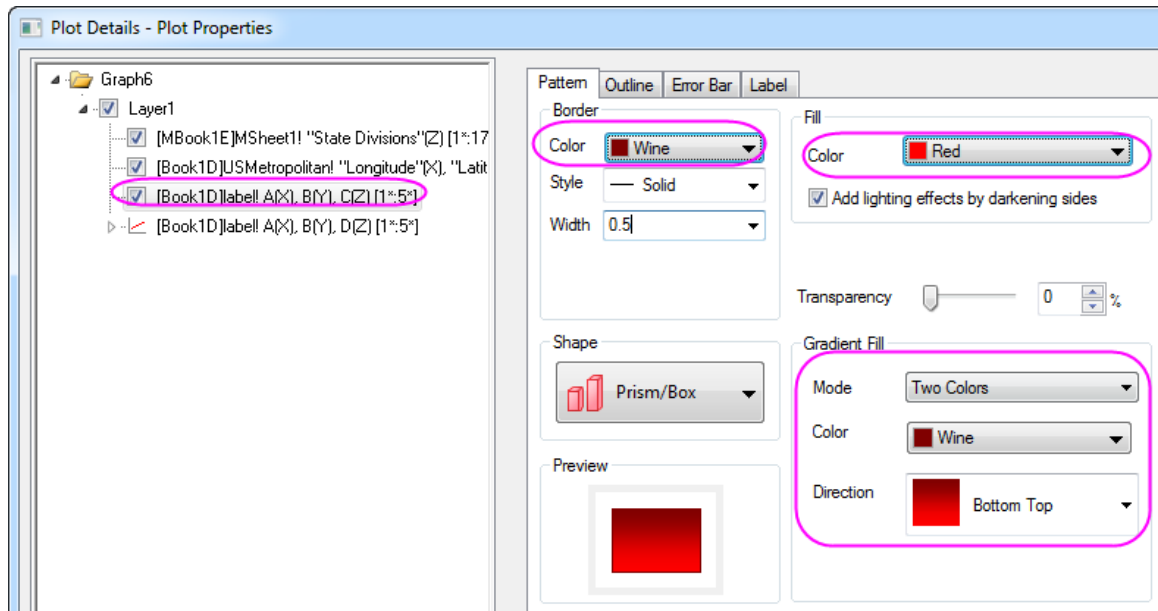 Plot Details - Plot Properties
Graph6
Layer1
[MBook1E]MSheet1! "State Divisions"(Z) [1*:17
[Book1D]USMetropolitan! "Longitude"(X), "Latit
[Book1D]label! A(X), B(Y), C(Z) [1*:5*]
[Book1D]label! A(X), B(Y), D(Z) [1*:5*]
Pattern Outline Error Bar Label
Border
Color Wine
Style Solid
Width 0.5
Fill
Color Red
Add lighting effects by darkening sides
Transparency 0 %
Shape
Prism/Box
Gradient Fill
Mode Two Colors
Color Wine
Direction Bottom Top
Preview